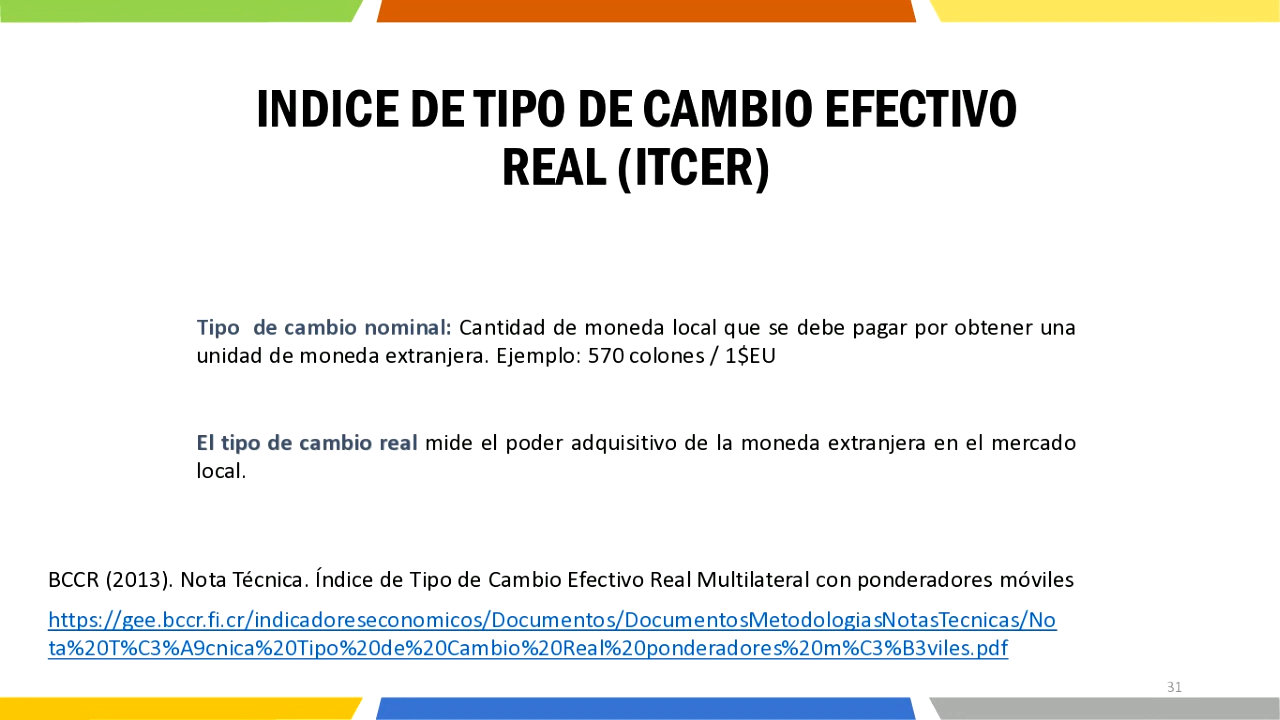 INDICE DE TIPO DE CAMBIO EFECTIVO
REAL (ITCER)
Tipo de cambio nominal: Cantidad de moneda local que se debe pagar por obtener una
unidad de moneda extranjera. Ejemplo: 570 colones / 1$EU
El tipo de cambio real mide el poder adquisitivo de la moneda extranjera en el mercado
local.
BCCR (2013). Nota Técnica. Índice de Tipo de Cambio Efectivo Real Multilateral con ponderadores móviles
https://gee.bccr.fi.cr/indicadoreseconomicos/Documentos/DocumentosMetodologiasNotasTecnicas/No
ta%20T%C3%A9cnica%20Tipo%20de%20Cambio%20Real%20ponderadores%20m%C3%B3viles.pdf
31